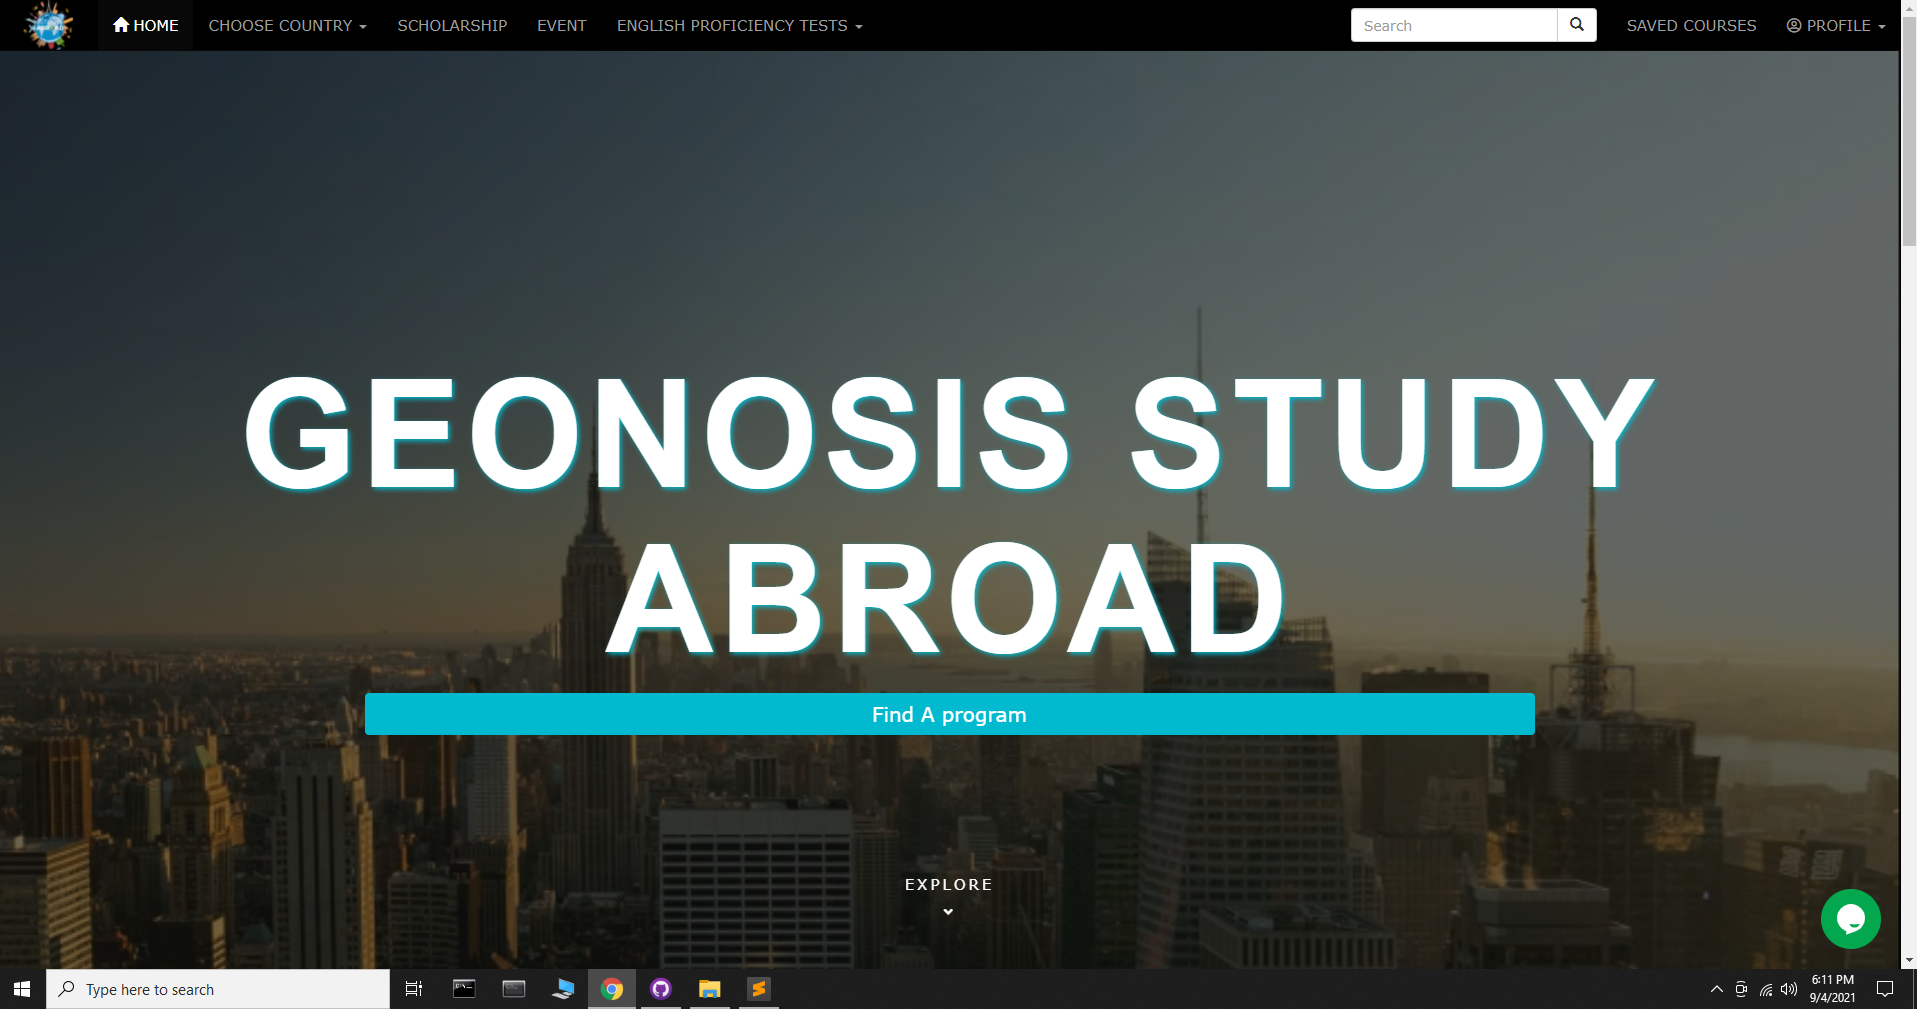 HOME CHOOSE COUNTRY SCHOLARSHIP EVENT ENGLISH PROFICIENCY TESTS Search SAVED COURSES PROFILE
GEONOSIS STUDY
ABROAD
Find A program
EXPLORE
Type here to search
6:11 PM
9/4/2021